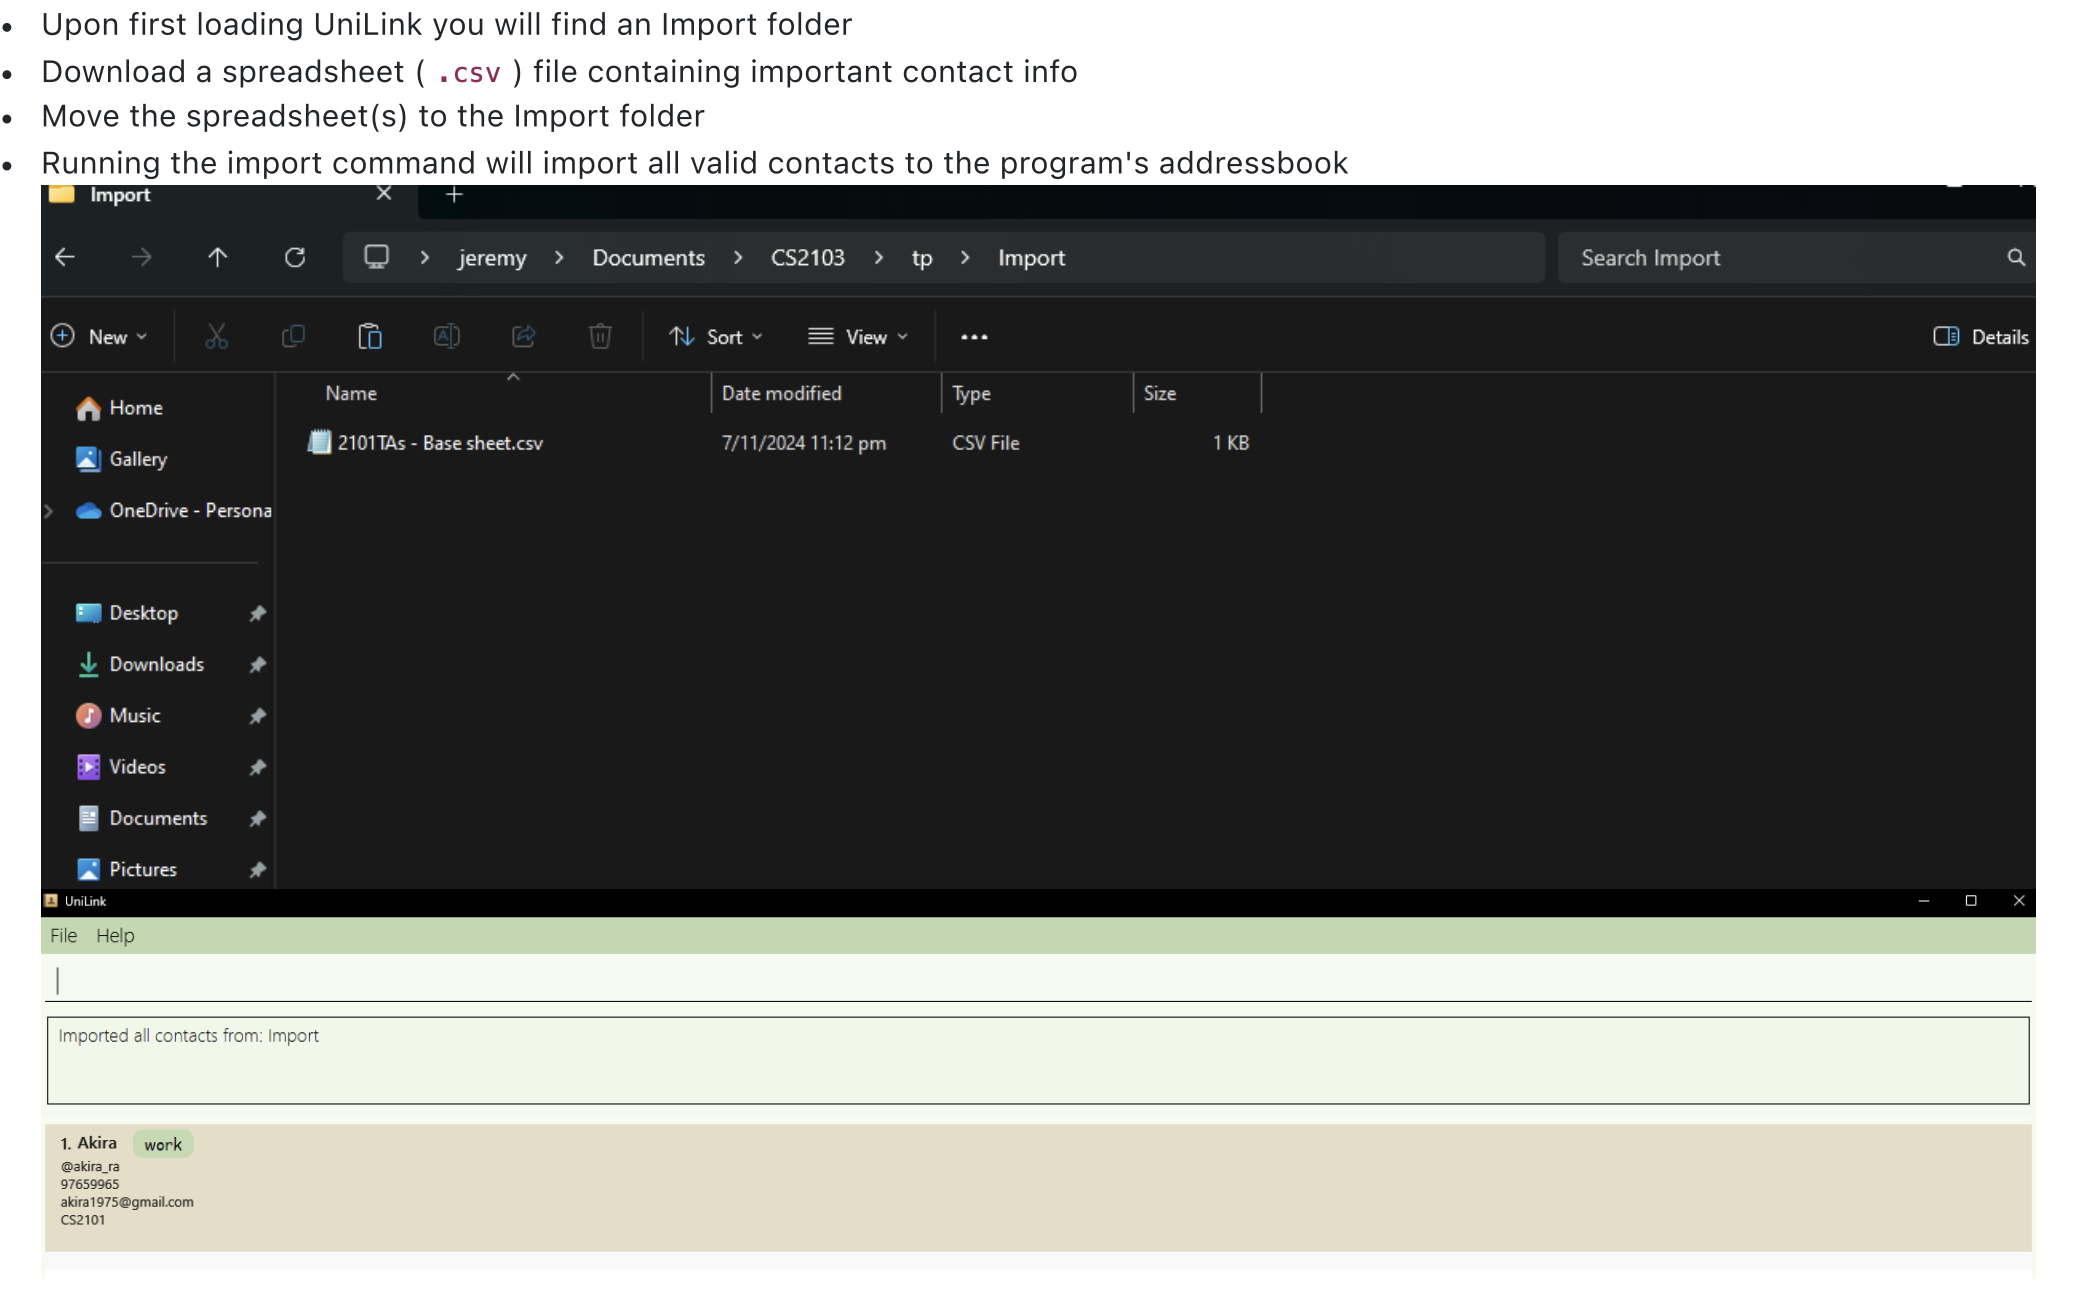 Upon first loading UniLink you will find an Import folder
Download a spreadsheet ( .csv ) file containing important contact info
Move the spreadsheet(s) to the Import folder
Running the import command will import all valid contacts to the program's addressbook
Import
jeremy > Documents > CS2103 > tp > Import
Search Import
New
Sort
View
Details
Name
Date modified
Type
Size
2101TAs - Base sheet.csv
7/11/2024 11:12 pm
CSV File
1 KB
Home
Gallery
OneDrive - Persona
Desktop
Downloads
Music
Videos
Documents
Pictures
UniLink
File Help
Imported all contacts from: Import
1. Akira work
@akira_ra
97659965
akira1975@gmail.com
CS2101